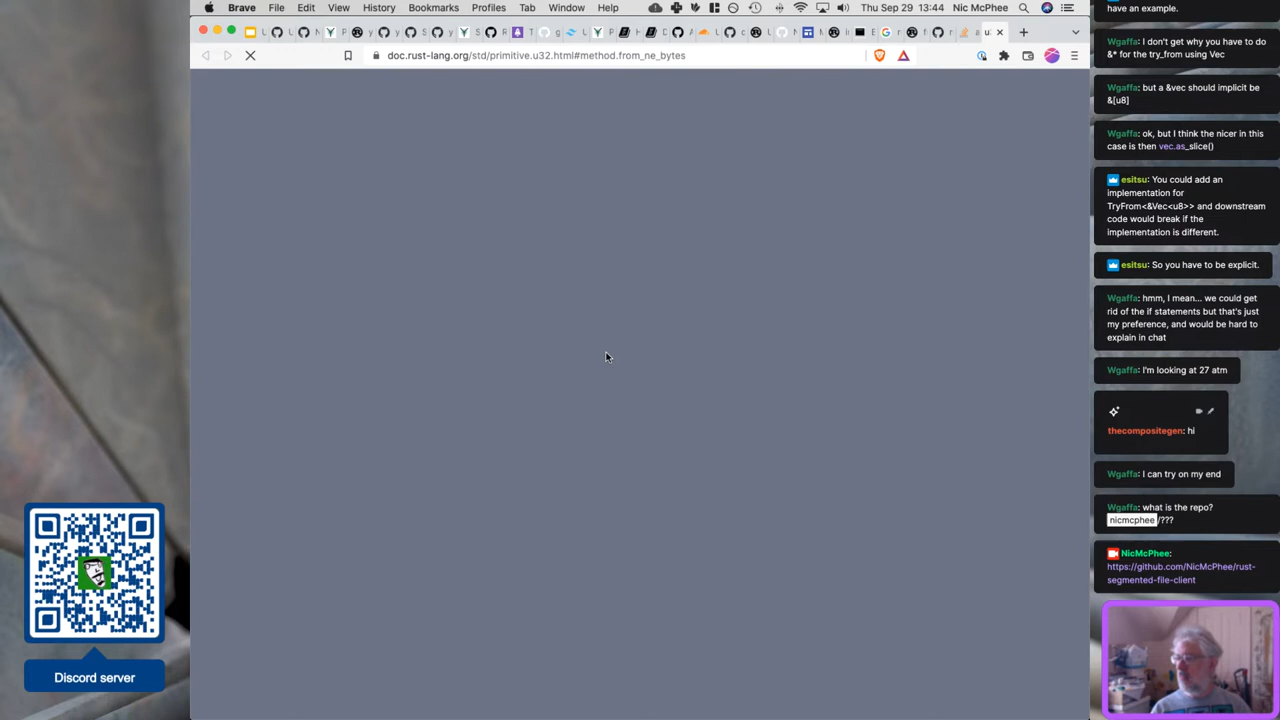 Brave File Edit View History Bookmarks Profiles Tab Window Help Thu Sep 29 13:44 Nic McPhee
doc.rust-lang.org/std/primitive.u32.html#method.from_ne_bytes
have an example.
Wgaffa: I don't get why you have to do
&* for the try_from using Vec
Wgaffa: but a &vec should implicit be
&[u8]
Wgaffa: ok, but I think the nicer in this
case is then vec.as_slice()
esitsu: You could add an
implementation for
TryFrom<&Vec<u8>> and downstream
code would break if the
implementation is different.
esitsu: So you have to be explicit.
Wgaffa: hmm, I mean... we could get
rid of the if statements but that's just
my preference, and would be hard to
explain in chat
Wgaffa: I'm looking at 27 atm
thecompositegen: hi
Wgaffa: I can try on my end
Wgaffa: what is the repo?
nicmcphee/???
NicMcPhee:
https://github.com/NicMcPhee/rust-
segmented-file-client
Discord server